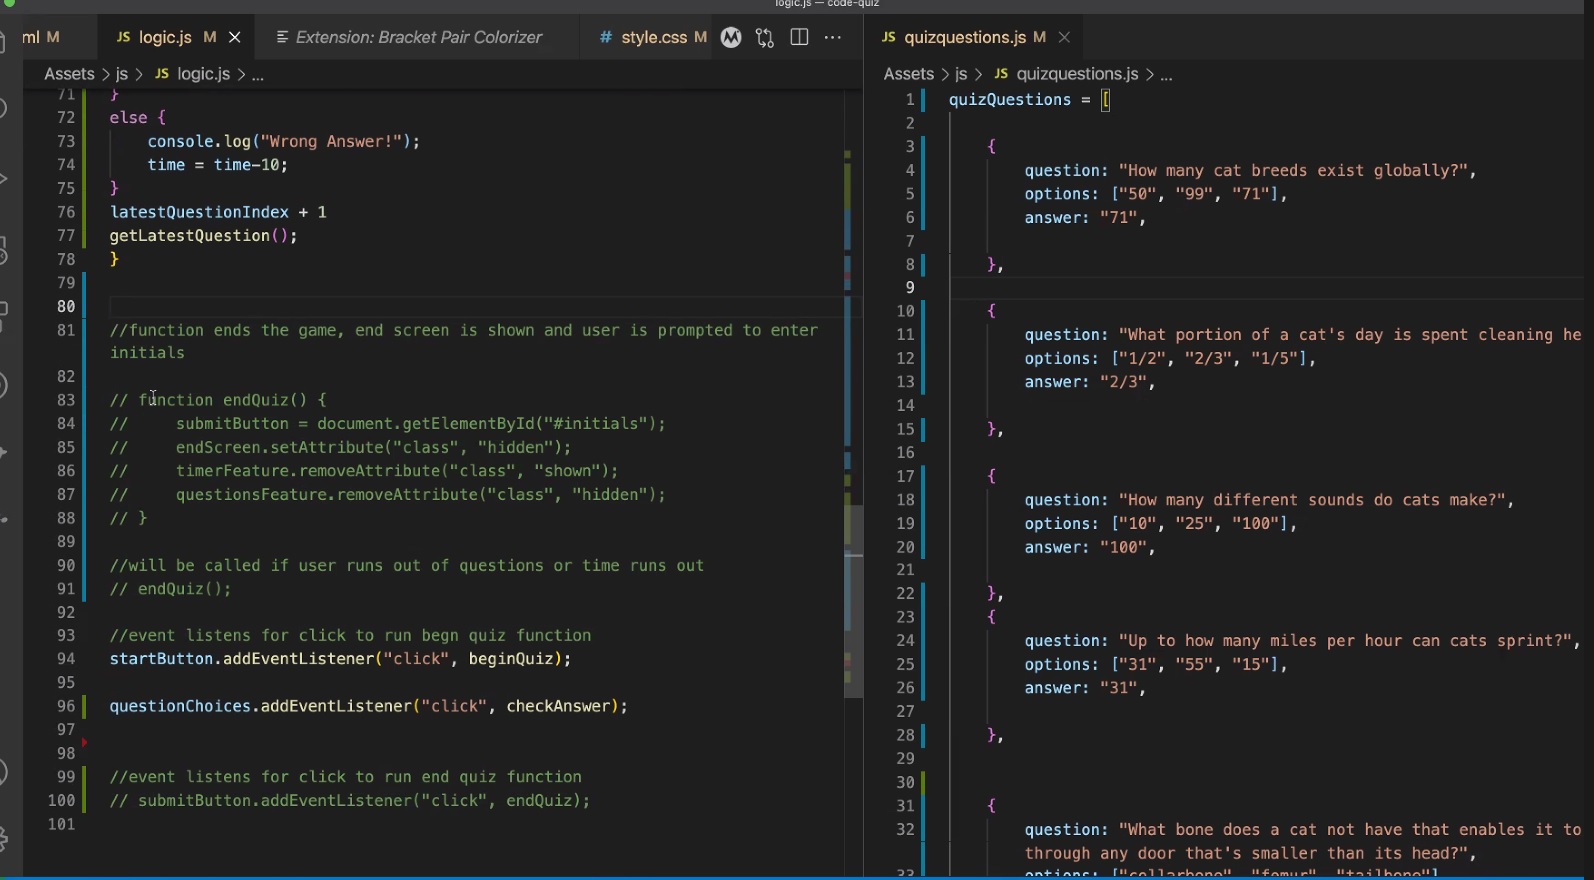 logic.js — code-quiz
ml M
JS logic.js M
Extension: Bracket Pair Colorizer
# style.css M
JS quizquestions.js M
Assets > js > JS logic.js > ...
71 }
72 else {
73 console.log("Wrong Answer!");
74 time = time-10;
75 }
76 latestQuestionIndex + 1
77 getLatestQuestion();
78 }
79
80
81 //function ends the game, end screen is shown and user is prompted to enter
initials
82
83 // function endQuiz() {
84 // submitButton = document.getElementById("#initials");
85 // endScreen.setAttribute("class", "hidden");
86 // timerFeature.removeAttribute("class", "shown");
87 // questionsFeature.removeAttribute("class", "hidden");
88 // }
89
90 //will be called if user runs out of questions or time runs out
91 // endQuiz();
92
93 //event listens for click to run begn quiz function
94 startButton.addEventListener("click", beginQuiz);
95
96 questionChoices.addEventListener("click", checkAnswer);
97
98
99 //event listens for click to run end quiz function
100 // submitButton.addEventListener("click", endQuiz);
101
Assets > js > JS quizquestions.js > ...
1 quizQuestions = [
2
3 {
4 question: "How many cat breeds exist globally?",
5 options: ["50", "99", "71"],
6 answer: "71",
7
8 },
9
10 {
11 question: "What portion of a cat's day is spent cleaning he
12 options: ["1/2", "2/3", "1/5"],
13 answer: "2/3",
14
15 },
16
17 {
18 question: "How many different sounds do cats make?",
19 options: ["10", "25", "100"],
20 answer: "100",
21
22 },
23 {
24 question: "Up to how many miles per hour can cats sprint?",
25 options: ["31", "55", "15"],
26 answer: "31",
27
28 },
29
30
31 {
32 question: "What bone does a cat not have that enables it to
through any door that's smaller than its head?",
33 options: ["collarbone", "femur", "tailbone"]